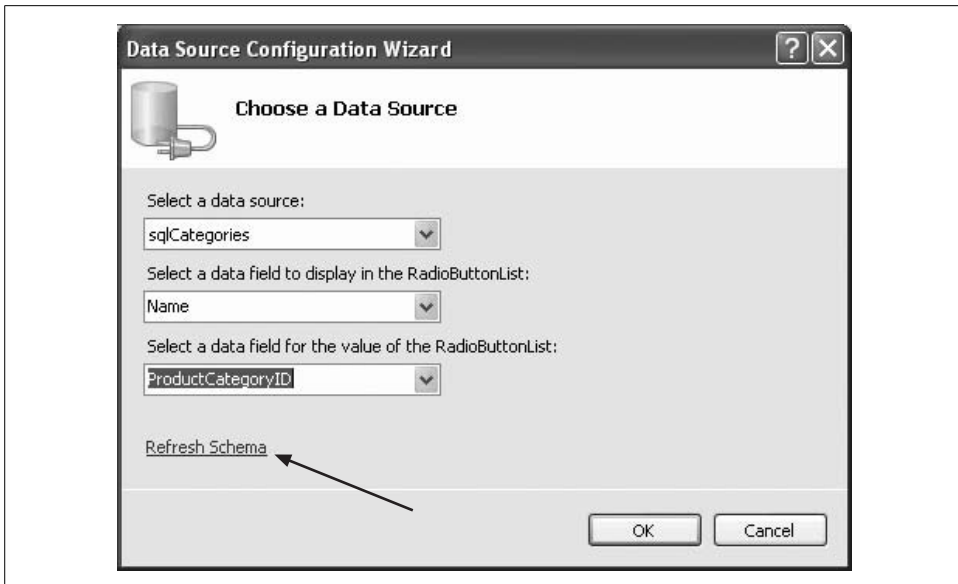 Data Source Configuration Wizard
Choose a Data Source
Select a data source:
sqlCategories
Select a data field to display in the RadioButtonList:
Name
Select a data field for the value of the RadioButtonList:
ProductCategoryID
Refresh Schema
OK
Cancel